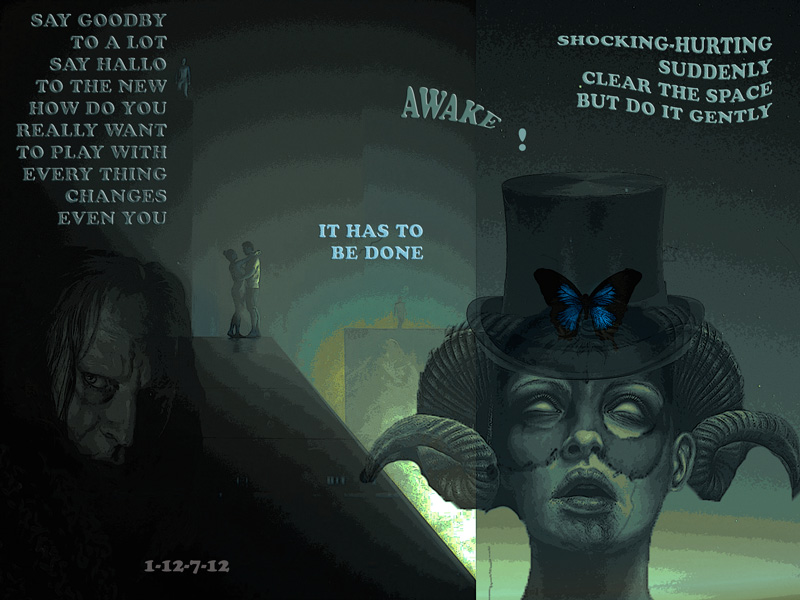 SAY GOODBY
TO A LOT
SAY HALLO
TO THE NEW
HOW DO YOU
REALLY WANT
TO PLAY WITH
EVERY THING
CHANGES
EVEN YOU
AWAKE !
IT HAS TO
BE DONE
SHOCKING-HURTING
SUDDENLY
CLEAR THE SPACE
BUT DO IT GENTLY
1-12-7-12